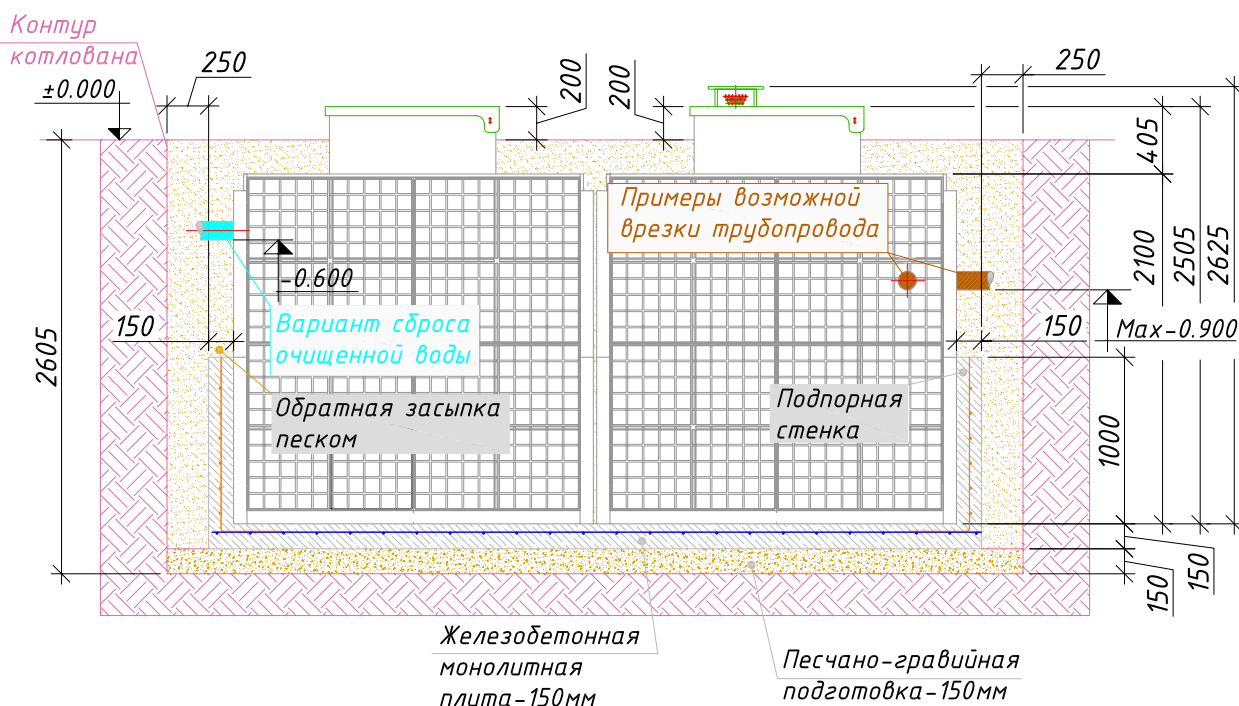 Контур
котлована
±0.000
250
200
200
250
405
2100
2505
2625
Примеры возможной
врезки трубопровода
-0.600
150
Вариант сброса
очищенной воды
150
Max-0.900
2605
Обратная засыпка
песком
Подпорная
стенка
1000
150
150
Железобетонная
монолитная
плита-150мм
Песчано-гравийная
подготовка-150мм